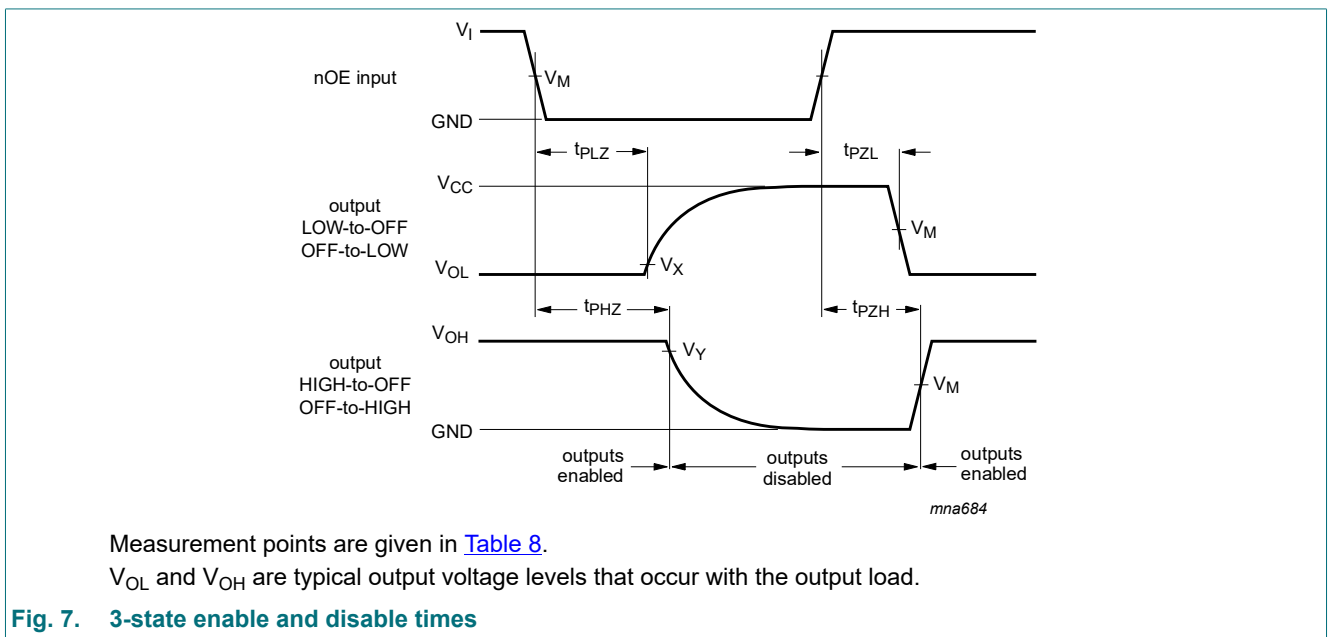 V_I
nOE input
V_M
GND
t_PLZ
t_PZL
V_CC
output
LOW-to-OFF
OFF-to-LOW
V_M
V_OL
V_X
t_PHZ
t_PZH
V_OH
V_Y
output
HIGH-to-OFF
OFF-to-HIGH
V_M
GND
outputs
enabled
outputs
disabled
outputs
enabled
mna684
Measurement points are given in Table 8.
V_OL and V_OH are typical output voltage levels that occur with the output load.
Fig. 7. 3-state enable and disable times